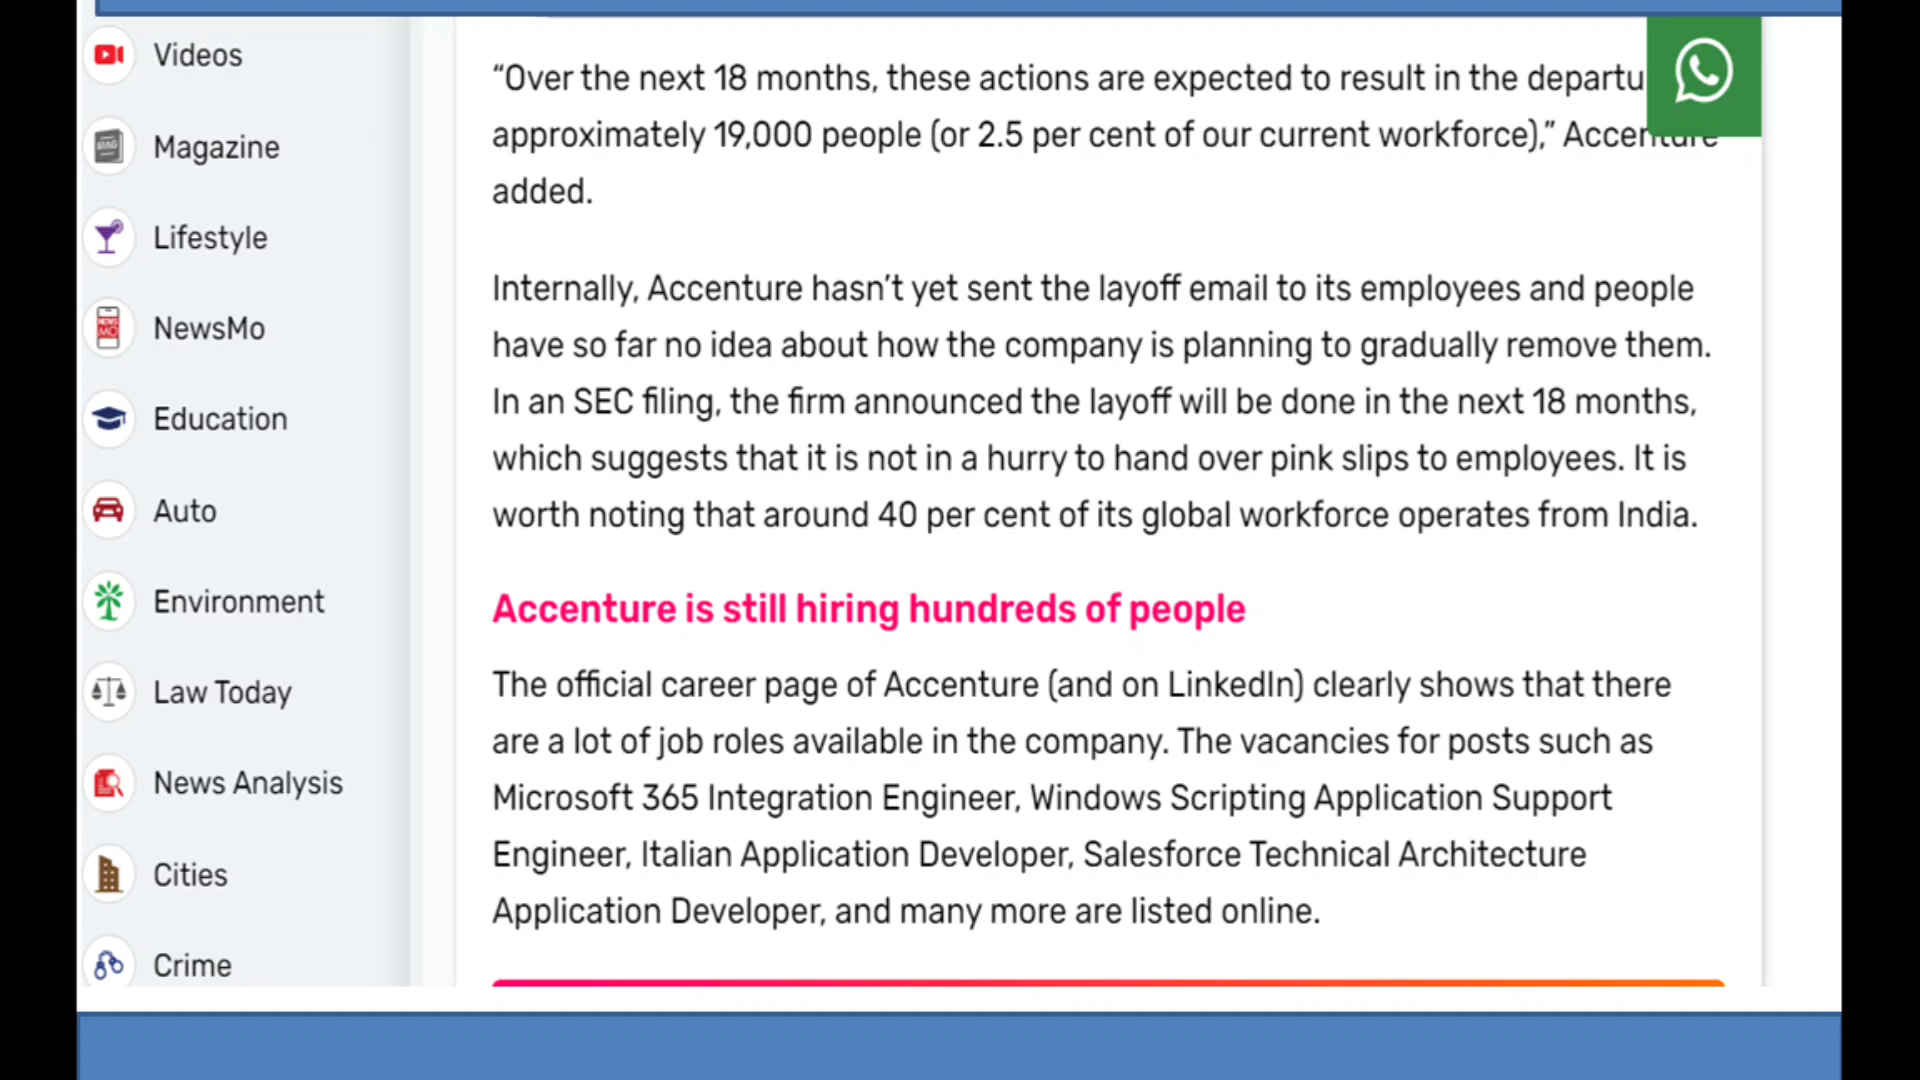 Videos
Magazine
Lifestyle
NewsMo
Education
Auto
Environment
Law Today
News Analysis
Cities
Crime
“Over the next 18 months, these actions are expected to result in the
approximately 19,000 people (or 2.5 per cent of our current workforce),” Accenture
added.
Internally, Accenture hasn’t yet sent the layoff email to its employees and people
have so far no idea about how the company is planning to gradually remove them.
In an SEC filing, the firm announced the layoff will be done in the next 18 months,
which suggests that it is not in a hurry to hand over pink slips to employees. It is
worth noting that around 40 per cent of its global workforce operates from India.
Accenture is still hiring hundreds of people
The official career page of Accenture (and on LinkedIn) clearly shows that there
are a lot of job roles available in the company. The vacancies for posts such as
Microsoft 365 Integration Engineer, Windows Scripting Application Support
Engineer, Italian Application Developer, Salesforce Technical Architecture
Application Developer, and many more are listed online.